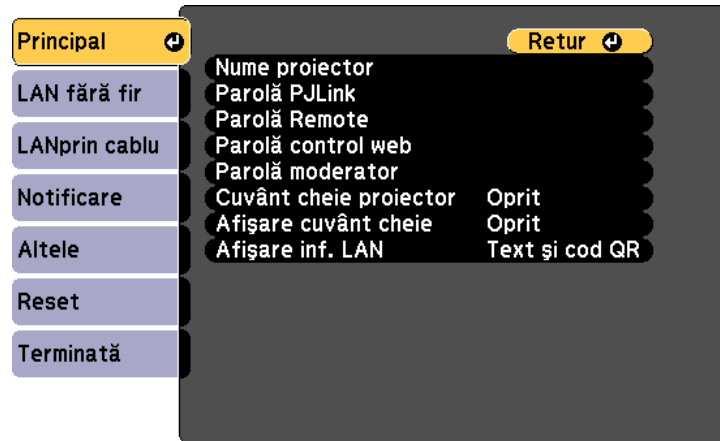 Principal
LAN fără fir
LANprin cablu
Notificare
Altele
Reset
Terminată
Retur
Nume proiector
Parolă PJLink
Parolă Remote
Parolă control web
Parolă moderator
Cuvânt cheie proiector Oprit
Afişare cuvânt cheie Oprit
Afişare inf. LAN Text şi cod QR